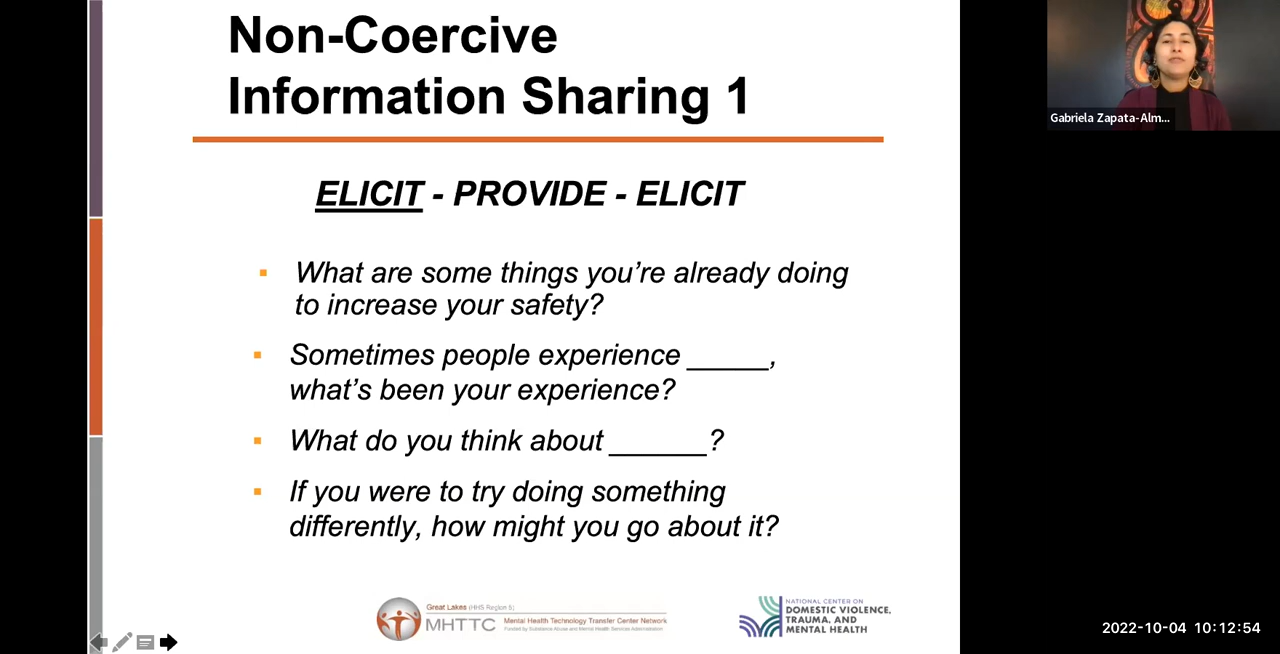 Non-Coercive
Information Sharing 1
ELICIT - PROVIDE - ELICIT
▪ What are some things you're already doing
to increase your safety?
▪ Sometimes people experience _____,
what's been your experience?
▪ What do you think about ______?
▪ If you were to try doing something
differently, how might you go about it?
Great Lakes (HHS Region 5)
MHTTC
Mental Health Technology Transfer Center Network
Funded by Substance Abuse and Mental Health Services Administration
NATIONAL CENTER ON
DOMESTIC VIOLENCE,
TRAUMA, AND
MENTAL HEALTH
Gabriela Zapata-Alm...
2022-10-04 10:12:54